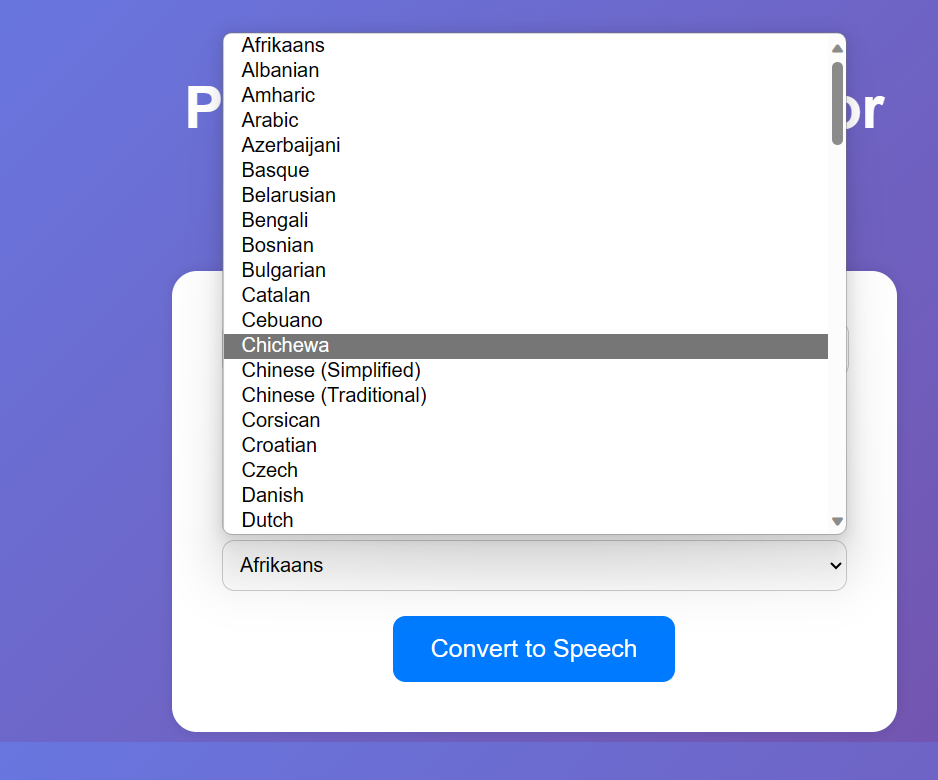 Afrikaans
Albanian
Amharic
Arabic
Azerbaijani
Basque
Belarusian
Bengali
Bosnian
Bulgarian
Catalan
Cebuano
Chichewa
Chinese (Simplified)
Chinese (Traditional)
Corsican
Croatian
Czech
Danish
Dutch
Afrikaans
Convert to Speech